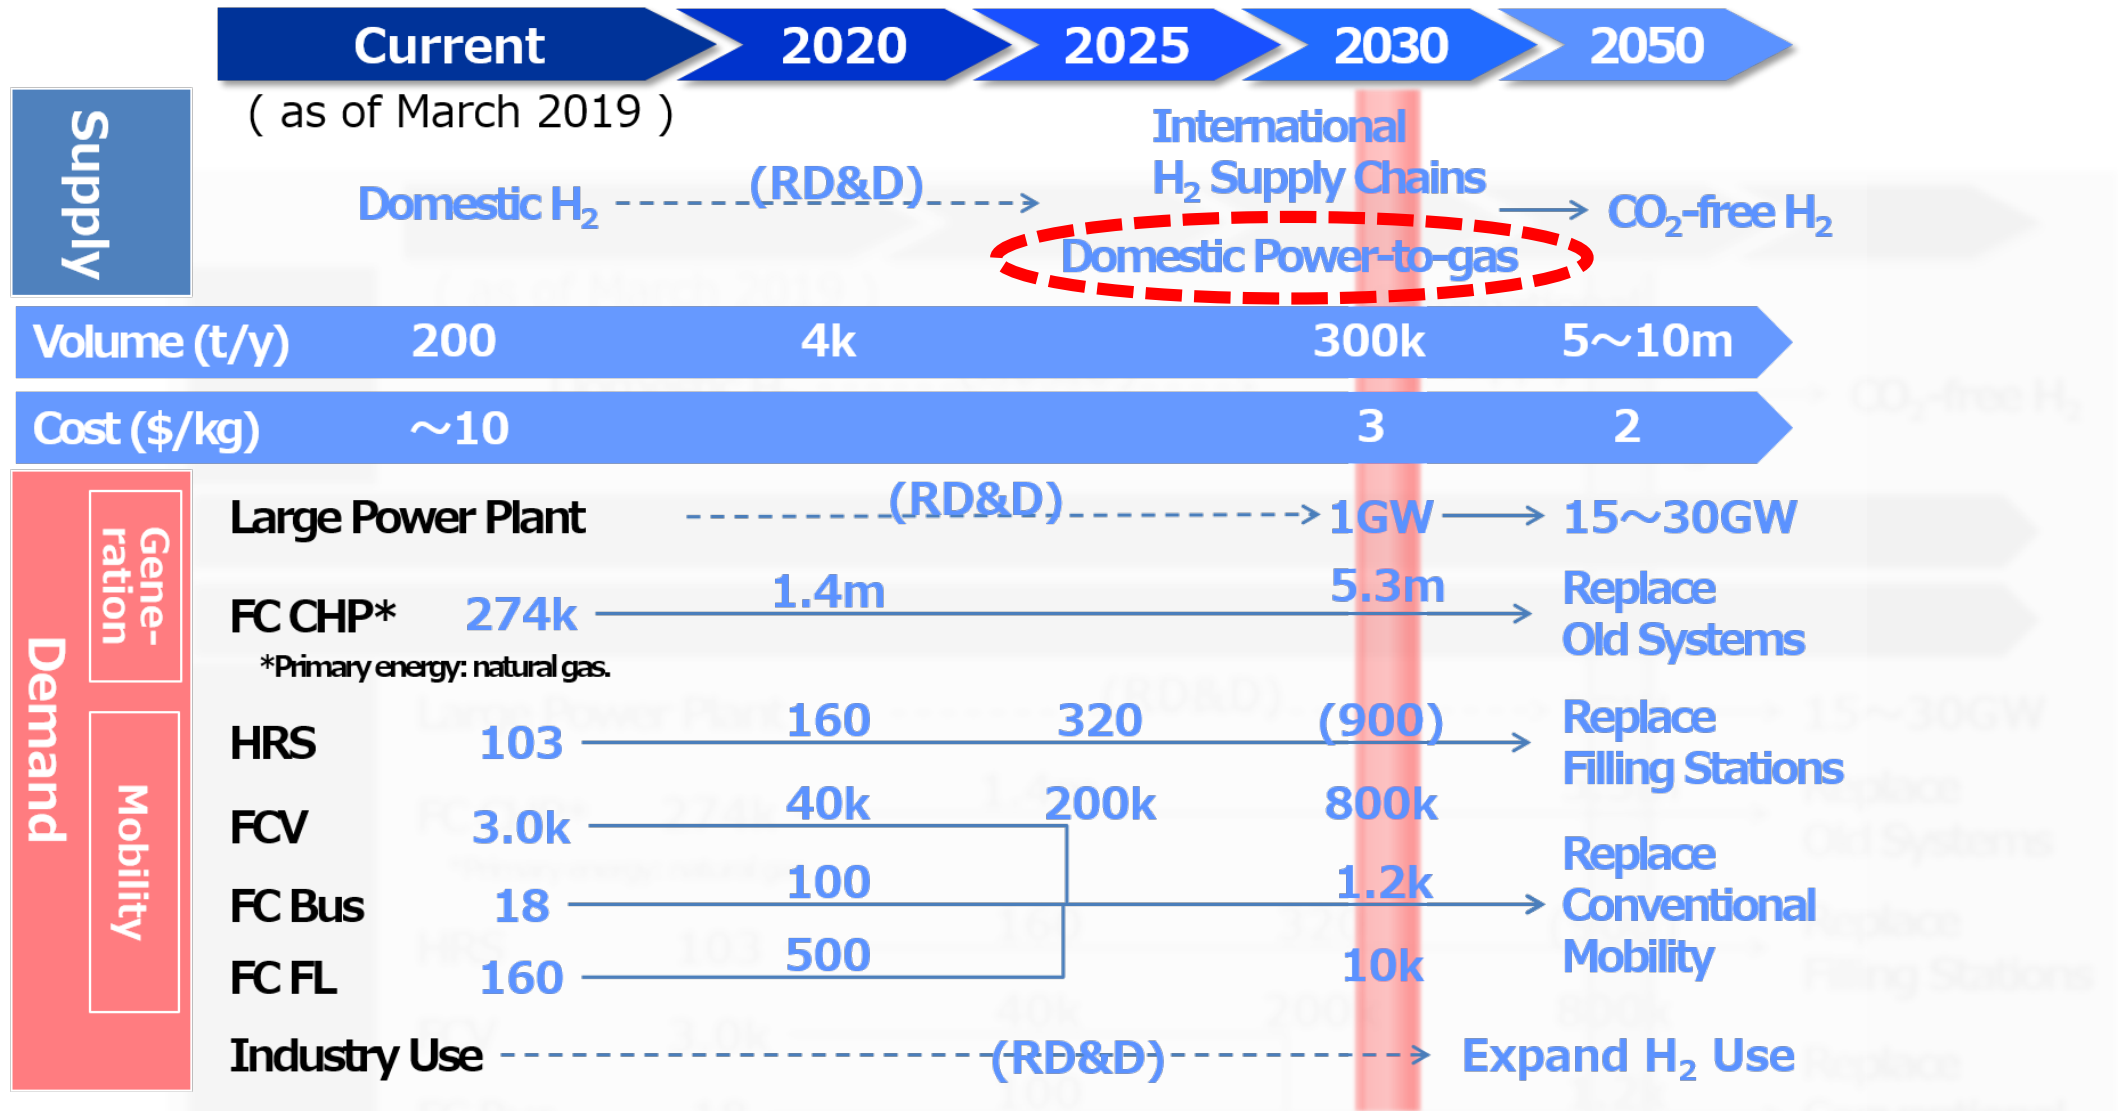 Current 2020 2025 2030 2050
( as of March 2019 )
Supply
International
H₂ Supply Chains
Domestic H₂ (RD&D)
CO₂-free H₂
Domestic Power-to-gas
Volume (t/y) 200 4k 300k 5～10m
Cost ($/kg) ～10 3 2
Demand
Gene-
ration
Large Power Plant (RD&D) 1GW 15～30GW
FC CHP* 274k 1.4m 5.3m Replace
Old Systems
*Primary energy: natural gas.
Mobility
HRS 103 160 320 (900) Replace
Filling Stations
FCV 3.0k 40k 200k 800k
FC Bus 18 100 1.2k Replace
Conventional
Mobility
FC FL 160 500 10k
Industry Use (RD&D) Expand H₂ Use